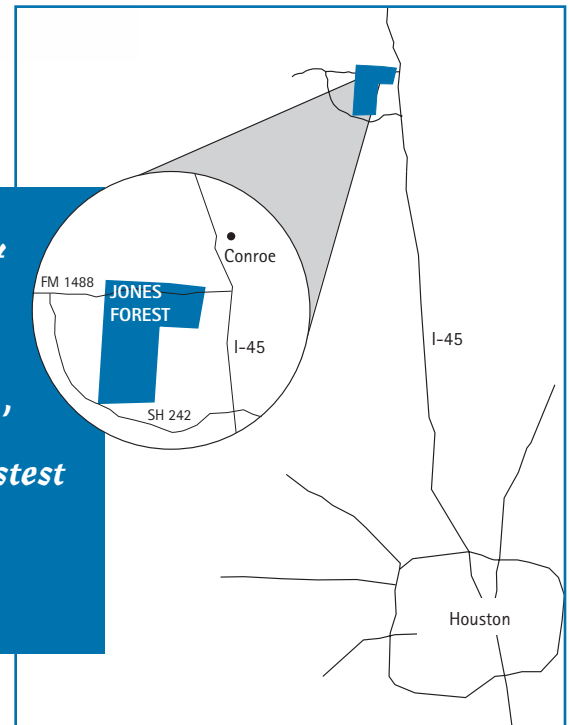 Conroe
FM 1488
JONES
FOREST
I-45
I-45
SH 242
,
Houston